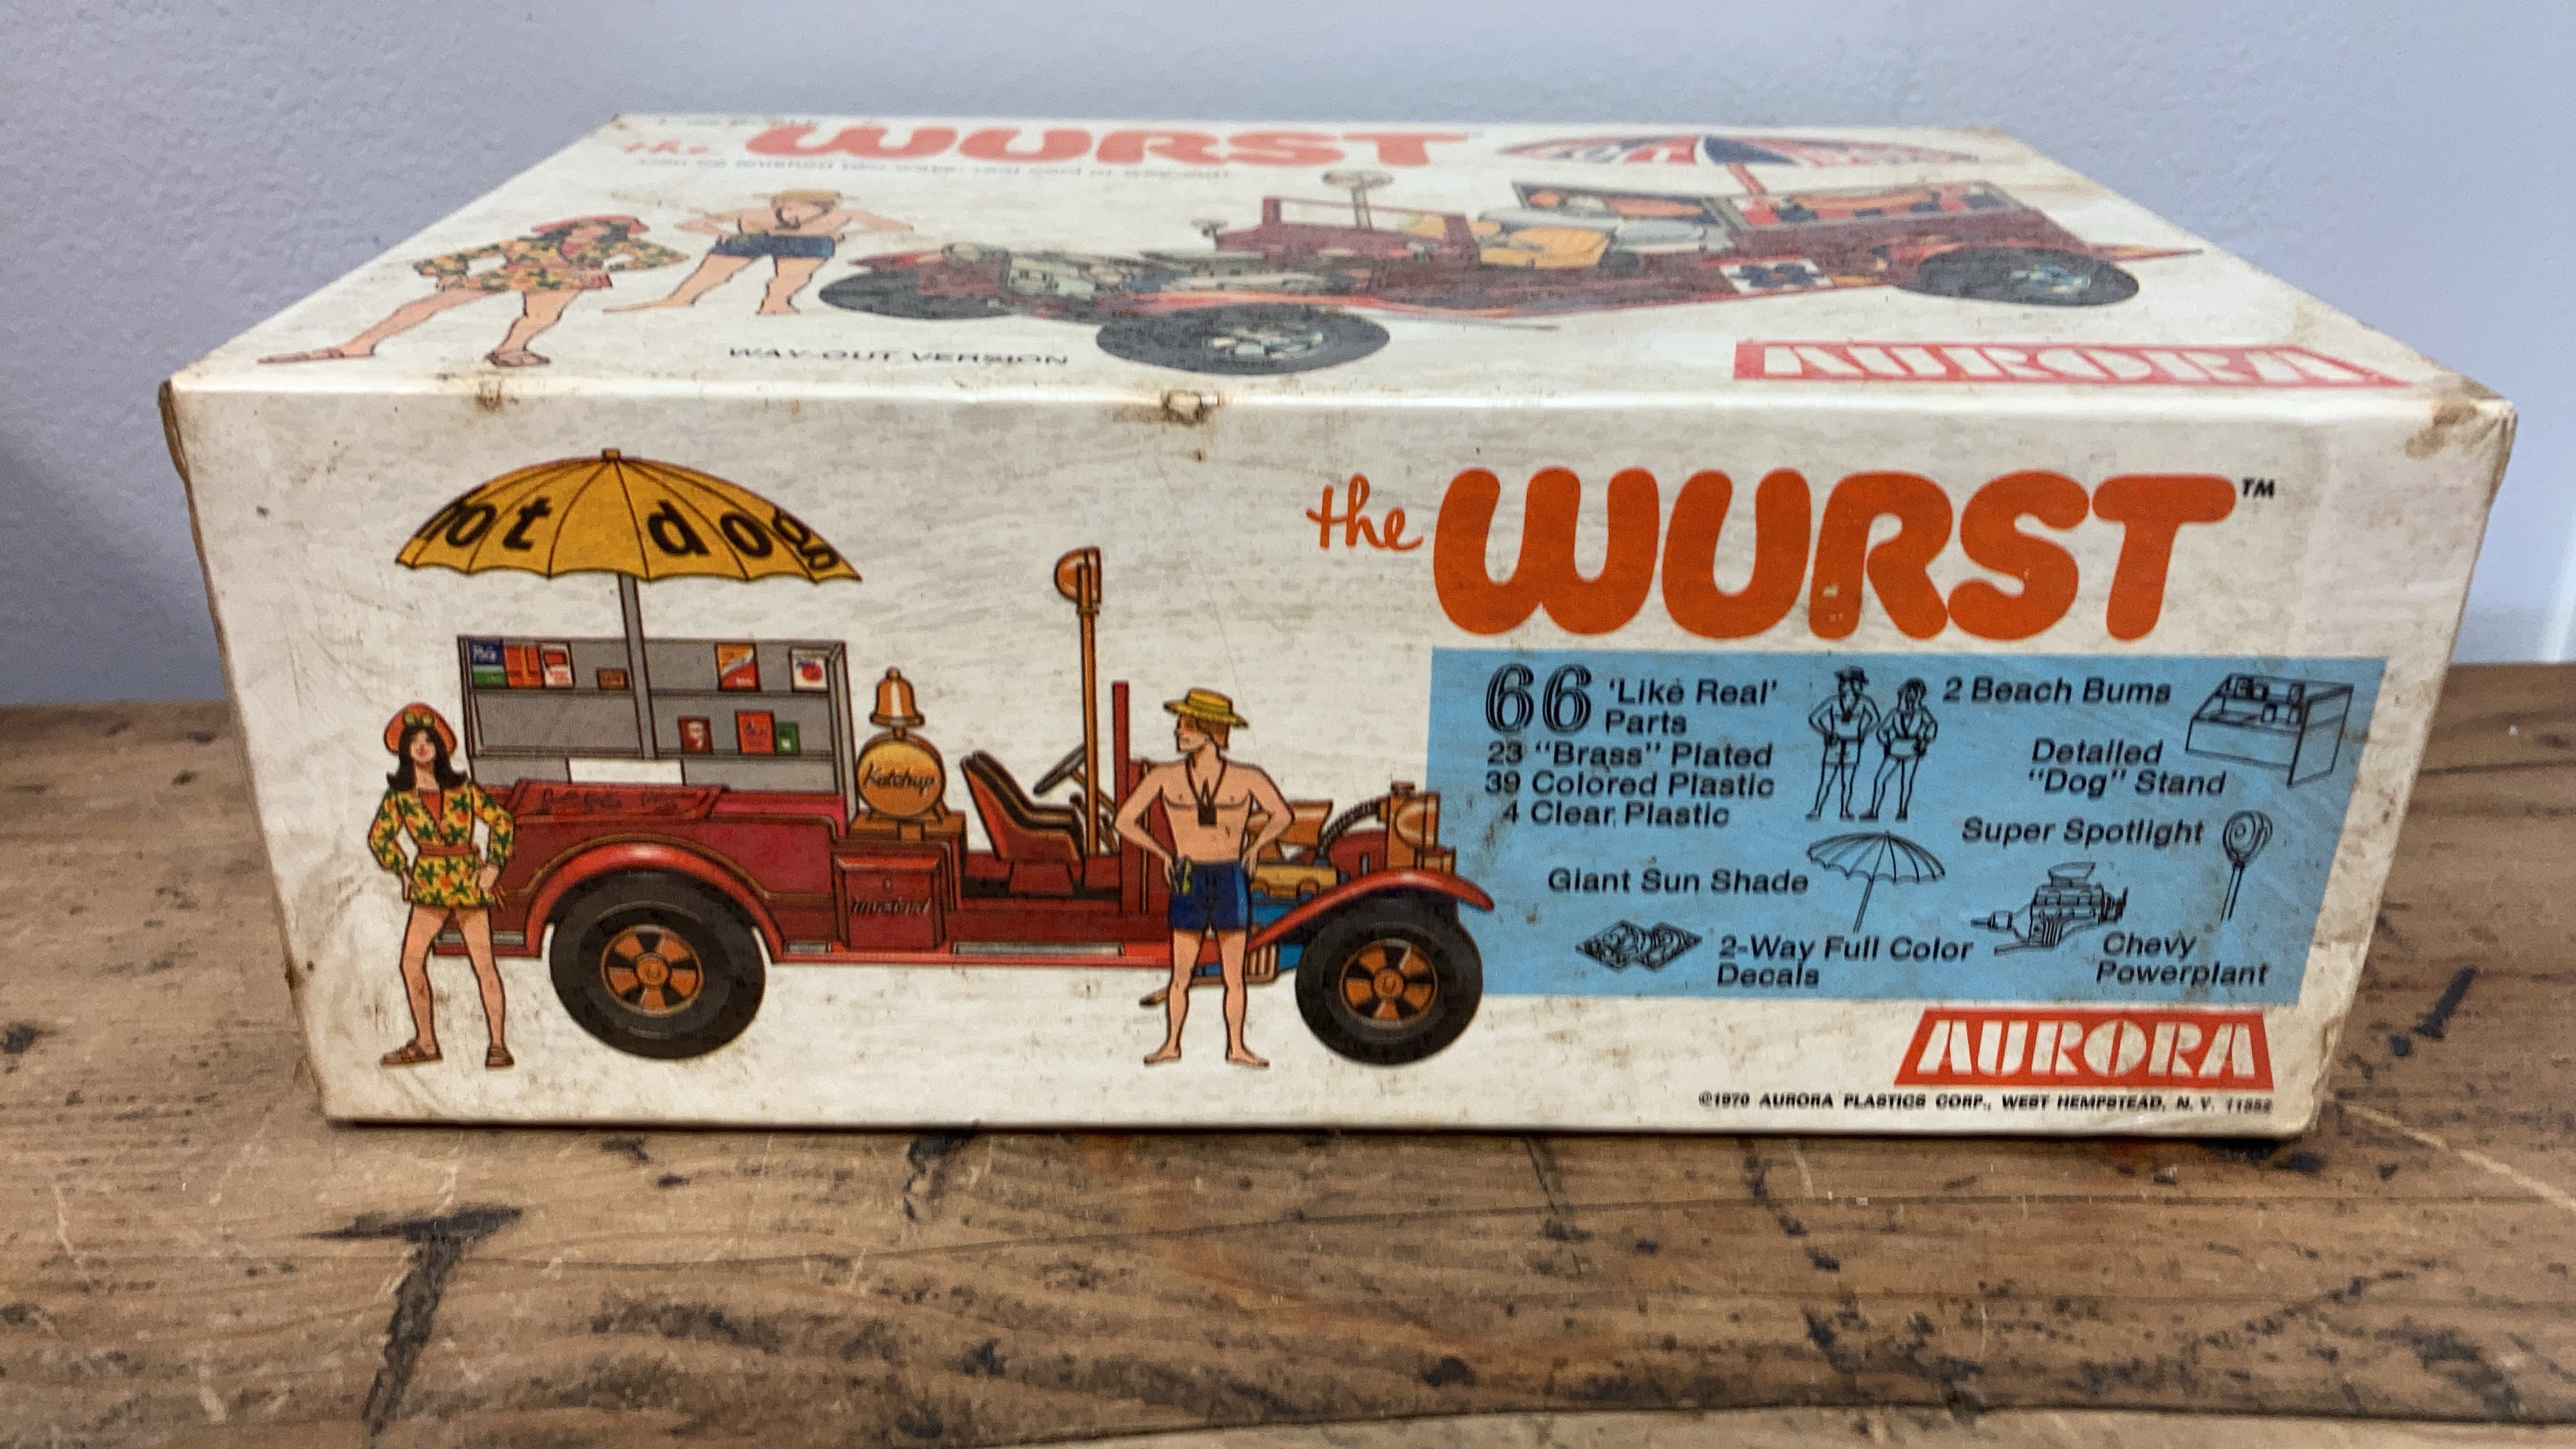 the WURST
WAY-OUT VERSION
AURORA
hot dogs
Ketchup
mustard
the WURST™
66 'Like Real'
Parts
23 "Brass" Plated
39 Colored Plastic
4 Clear Plastic
2 Beach Bums
Detailed
"Dog" Stand
Super Spotlight
Giant Sun Shade
2-Way Full Color
Decals
Chevy
Powerplant
AURORA
©1970 AURORA PLASTICS CORP., WEST HEMPSTEAD, N. Y. 11552